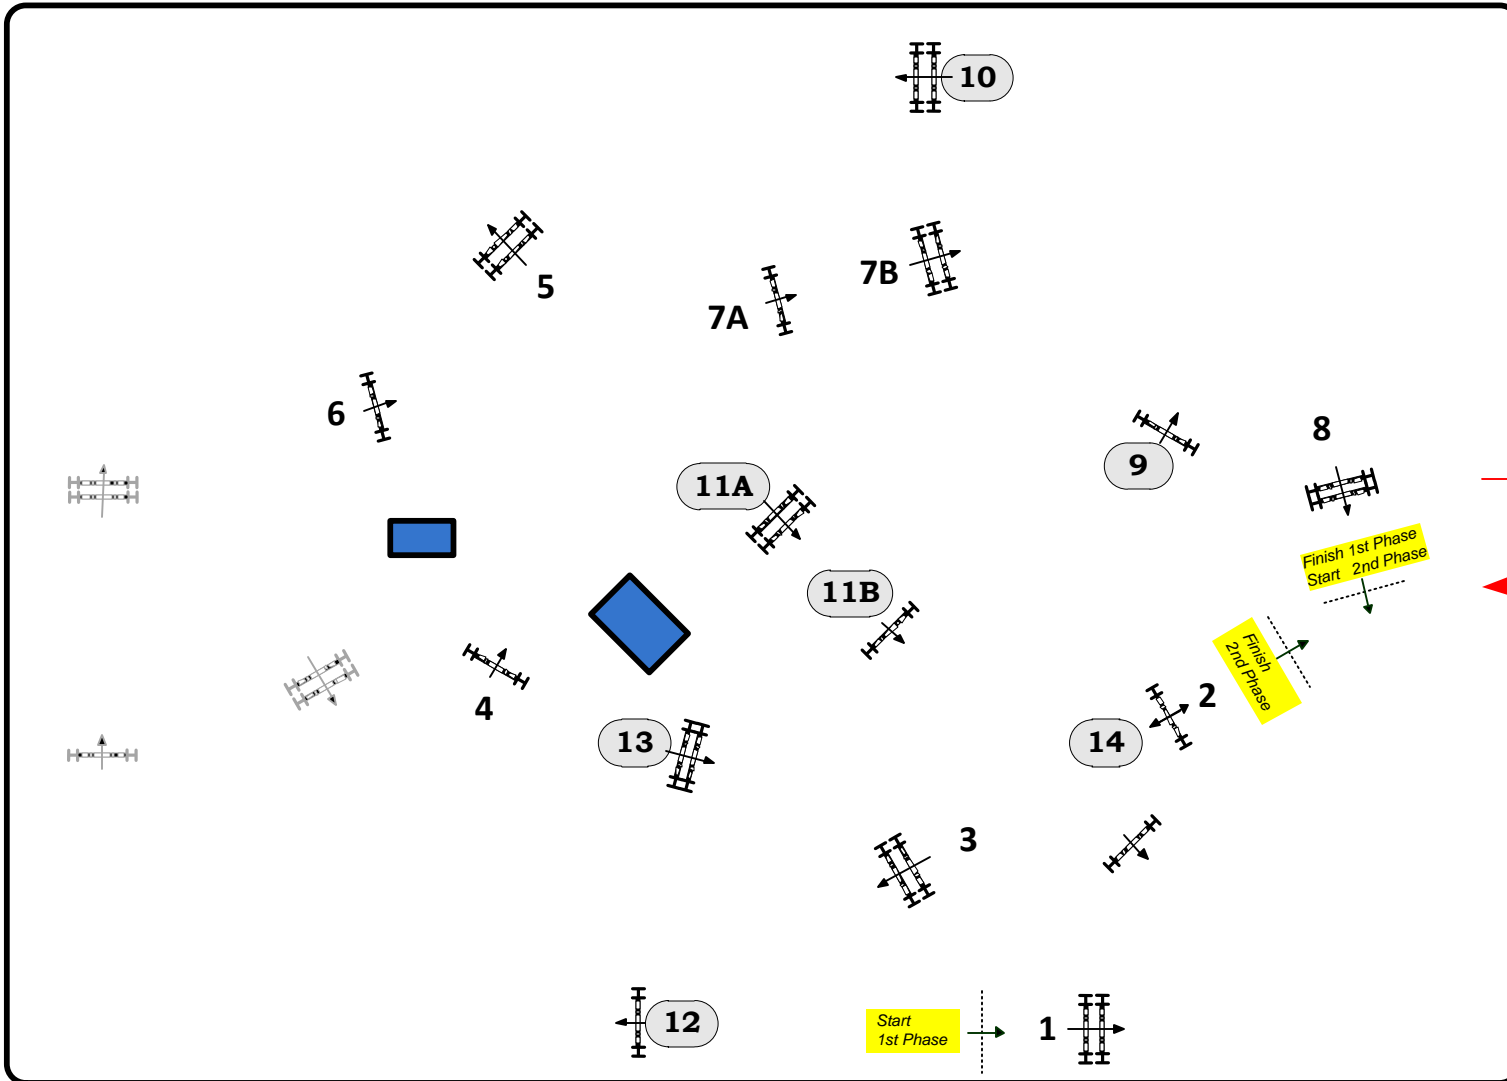 10
5
7A
7B
6
8
9
11A
11B
Finish 1st Phase
Start 2nd Phase
Finish
2nd Phase
4
2
13
14
3
12
Start
1st Phase
1